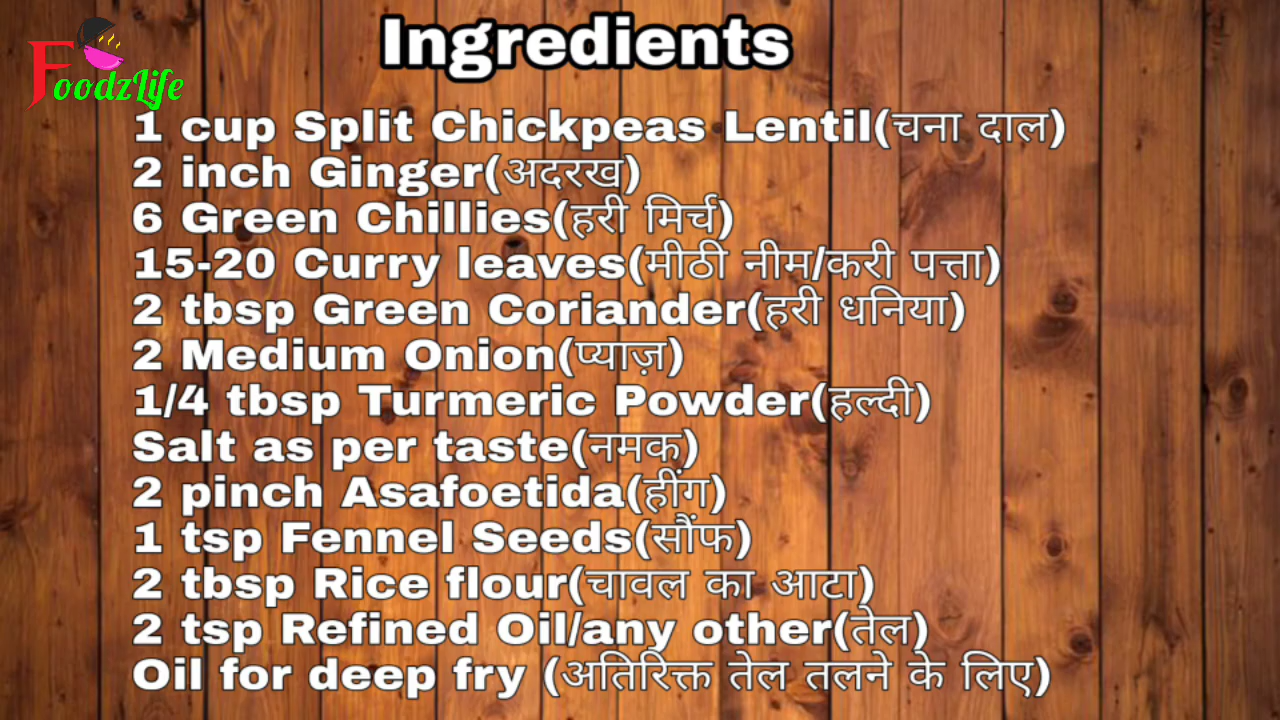 FoodzLife
Ingredients
1 cup Split Chickpeas Lentil(चना दाल)
2 inch Ginger(अदरख)
6 Green Chillies(हरी मिर्च)
15-20 Curry leaves(मीठी नीम/करी पत्ता)
2 tbsp Green Coriander(हरी धनिया)
2 Medium Onion(प्याज़)
1/4 tbsp Turmeric Powder(हल्दी)
Salt as per taste(नमक)
2 pinch Asafoetida(हींग)
1 tsp Fennel Seeds(सौंफ)
2 tbsp Rice flour(चावल का आटा)
2 tsp Refined Oil/any other(तेल)
Oil for deep fry (अतिरिक्त तेल तलने के लिए)